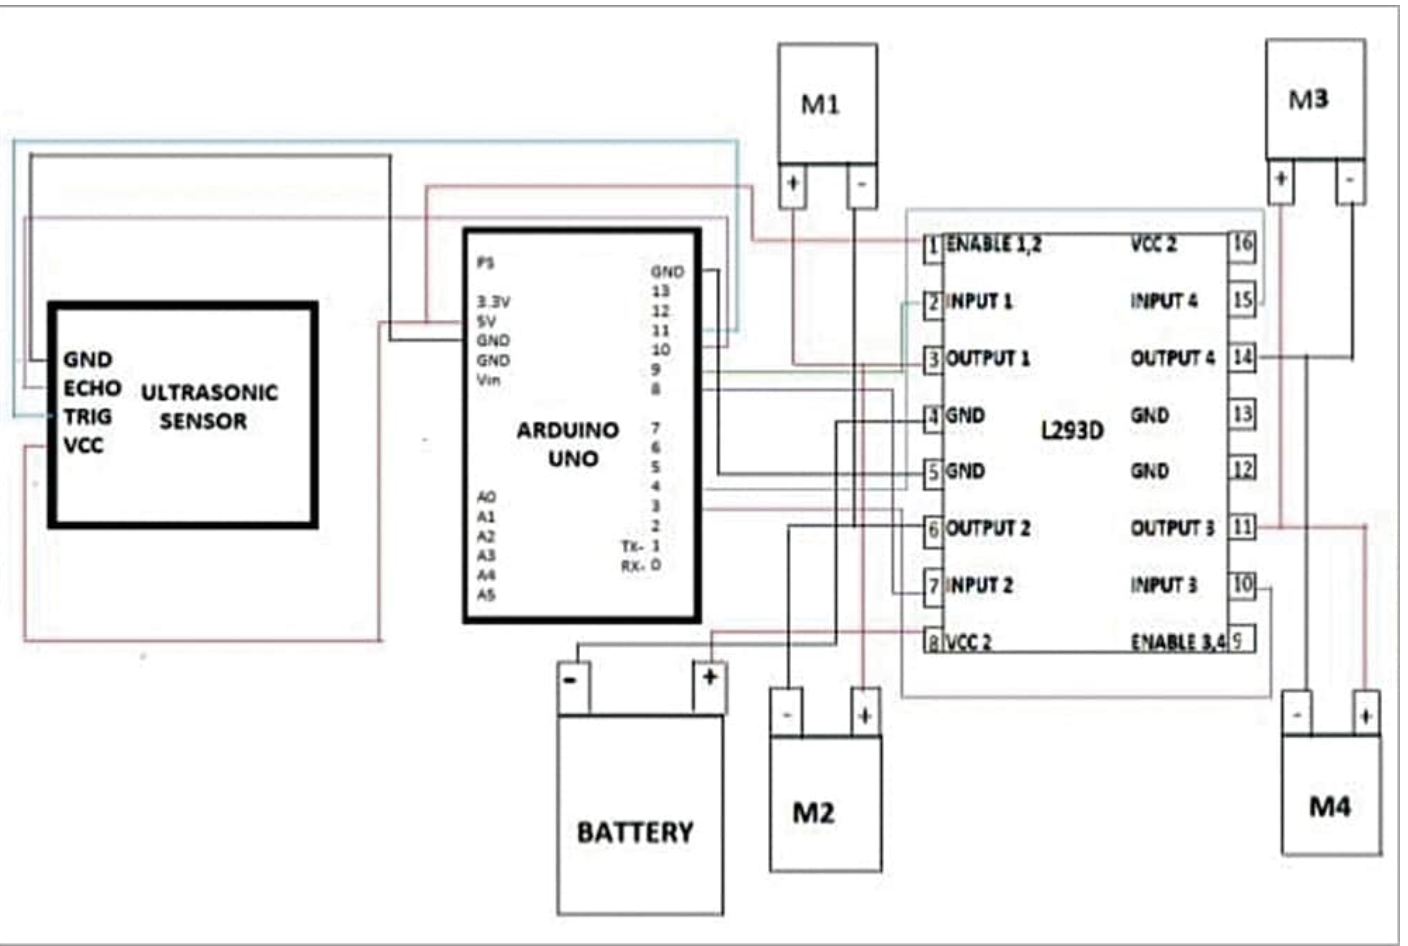 M1
+ -
M3
+ -
GND
ECHO
TRIG
VCC
ULTRASONIC
SENSOR
PS
3.3V
5V
GND
GND
Vin
A0
A1
A2
A3
A4
A5
ARDUINO
UNO
GND
13
12
11
10
9
8
7
6
5
4
3
2
TX- 1
RX- 0
1 ENABLE 1,2
2 INPUT 1
3 OUTPUT 1
4 GND
5 GND
6 OUTPUT 2
7 INPUT 2
8 VCC 2
L293D
VCC 2 16
INPUT 4 15
OUTPUT 4 14
GND 13
GND 12
OUTPUT 3 11
INPUT 3 10
ENABLE 3,4 9
- +
BATTERY
- +
M2
- +
M4